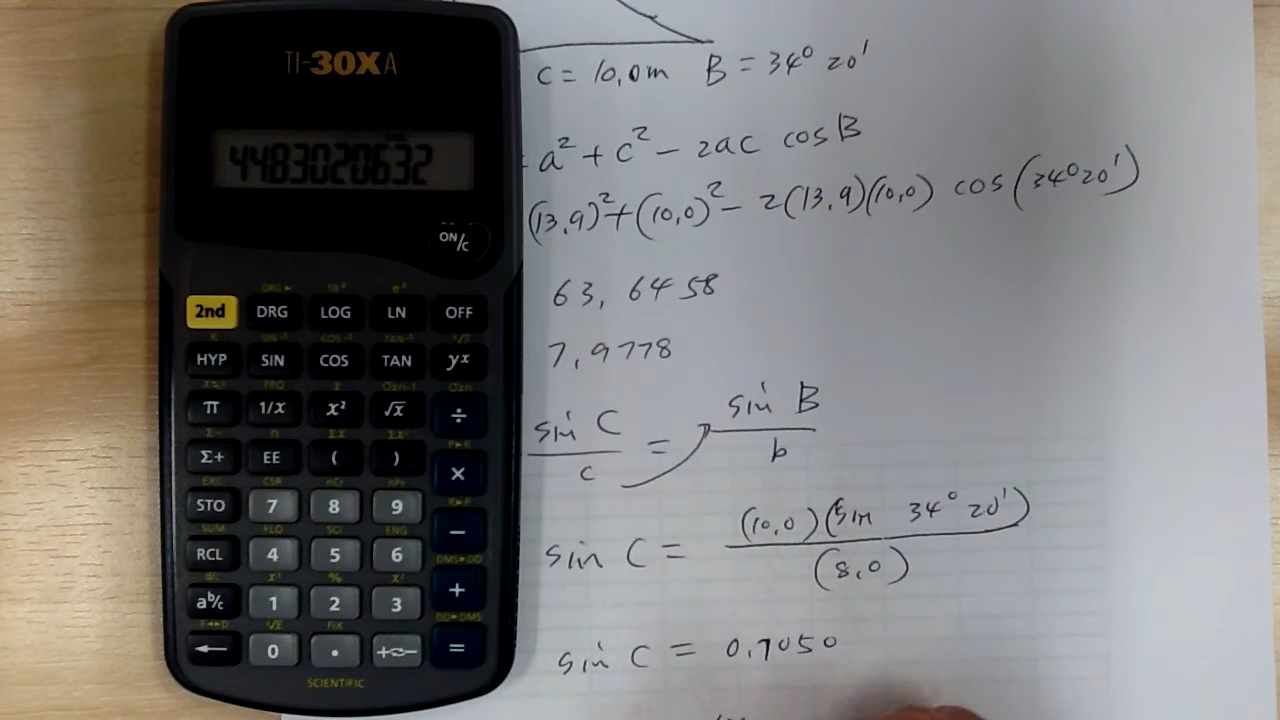 TI-30XA
4483020632
ON/C
2nd DRG LOG LN OFF
HYP SIN COS TAN yx
π 1/x x² √x ÷
Σ+ EE ( ) ×
STO 7 8 9 −
RCL 4 5 6 +
ab/c 1 2 3
← 0 . +⇄− =
SCIENTIFIC
c = 10,0m B = 34° 20'
= a² + c² − 2ac cos B
(13,9)² + (10,0)² − 2(13,9)(10,0) cos (34°20')
63, 6458
7,9778
sin C / c = sin B / b
sin C = (10,0)(sin 34° 20') / (8,0)
sin C = 0,7050